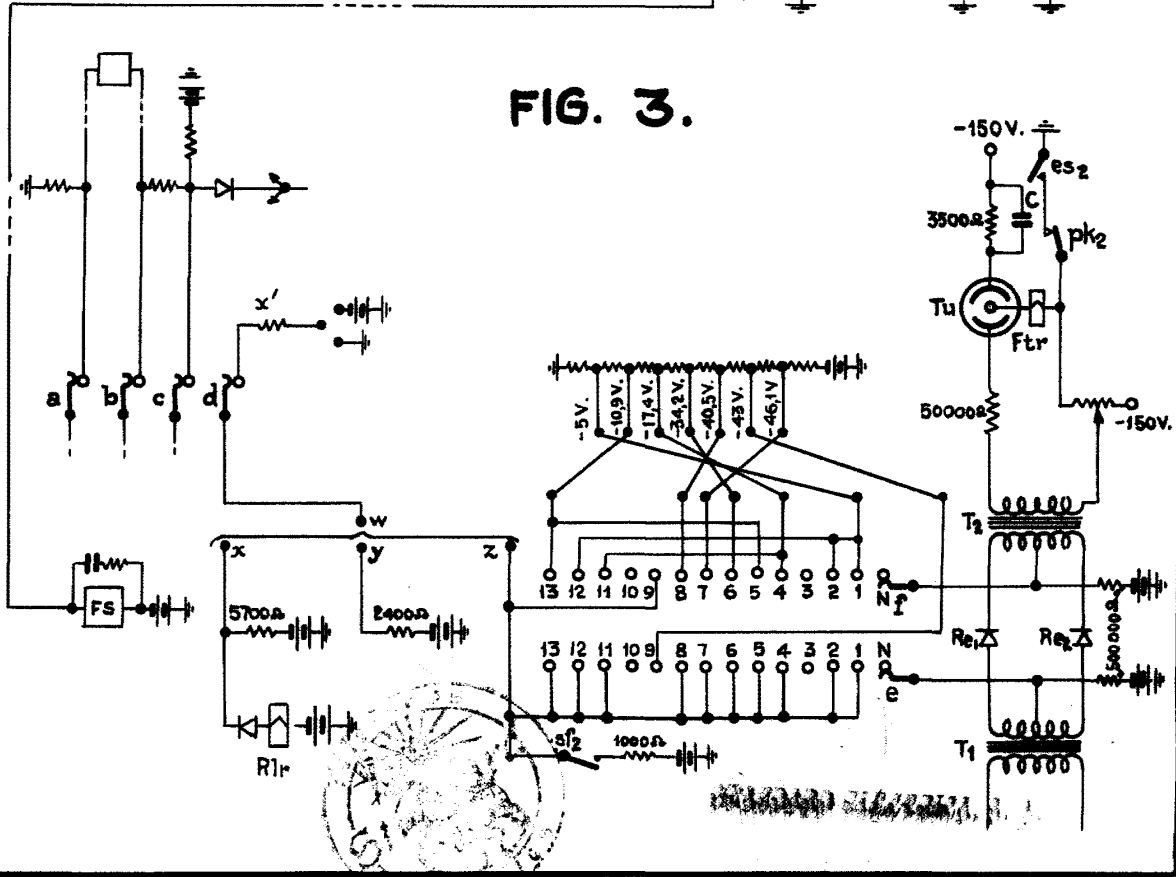 FIG. 3.
-150V.
es2
C
3500Ω
pk2
Tu
Ftr
x'
a b c d
-5V. -10,9V. -17,4V. -34,2V. -40,5V. -43V. -46,1V
50000Ω
-150V.
w
T2
x y z
13 12 11 10 9 8 7 6 5 4 3 2 1 N
f
FS
5700Ω
2400Ω
Re1 Re2
500000Ω
13 12 11 10 9 8 7 6 5 4 3 2 1 N
e
R1r
sf2
1000Ω
T1